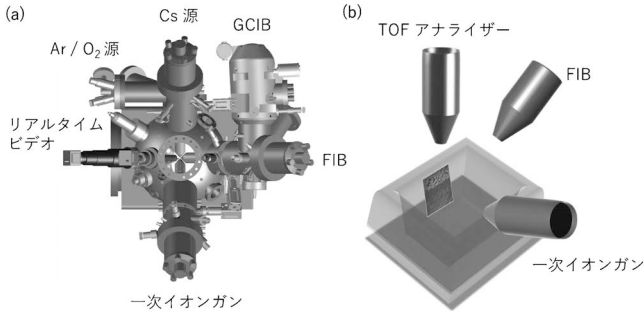 (a)
Cs 源
GCIB
Ar / O₂ 源
リアルタイム
ビデオ
FIB
一次イオンガン
(b)
TOF アナライザー
FIB
一次イオンガン